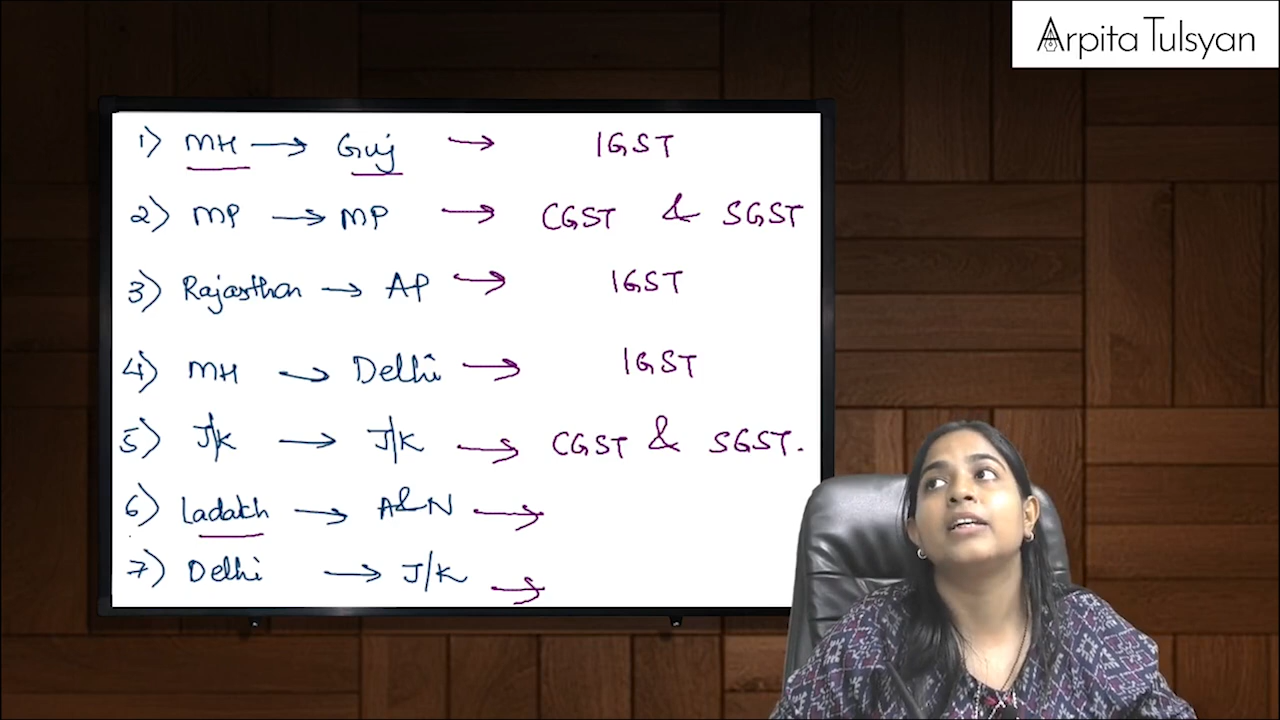 Arpita Tulsyan
1) MH → Guj → IGST
2) MP → MP → CGST & SGST
3) Rajasthan → AP → IGST
4) MH → Delhi → IGST
5) J/K → J/K → CGST & SGST.
6) Ladakh → A&N →
7) Delhi → J/K →